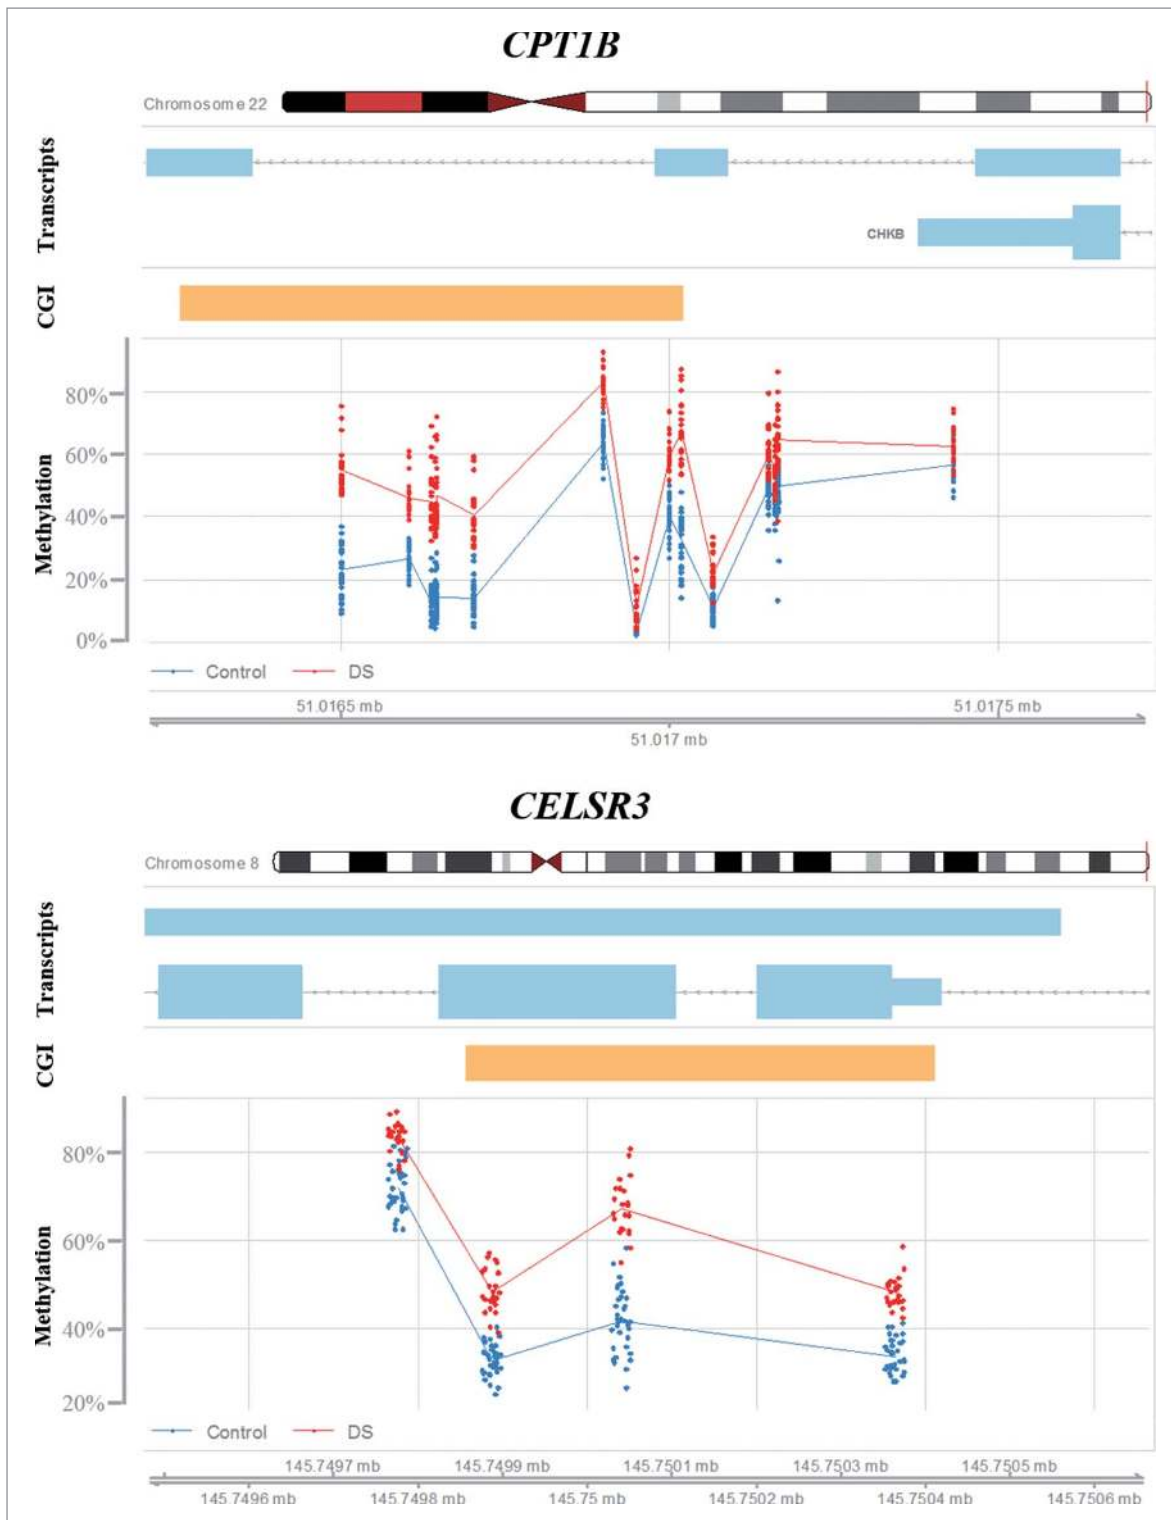 CPT1B
Chromosome 22
Transcripts
CHKB
CGI
Methylation
80%
60%
40%
20%
0%
Control
DS
51.0165 mb
51.0175 mb
51.017 mb
CELSR3
Chromosome 8
Transcripts
CGI
Methylation
80%
60%
40%
20%
Control
DS
145.7497 mb
145.7499 mb
145.7501 mb
145.7503 mb
145.7505 mb
145.7496 mb
145.7498 mb
145.75 mb
145.7502 mb
145.7504 mb
145.7506 mb